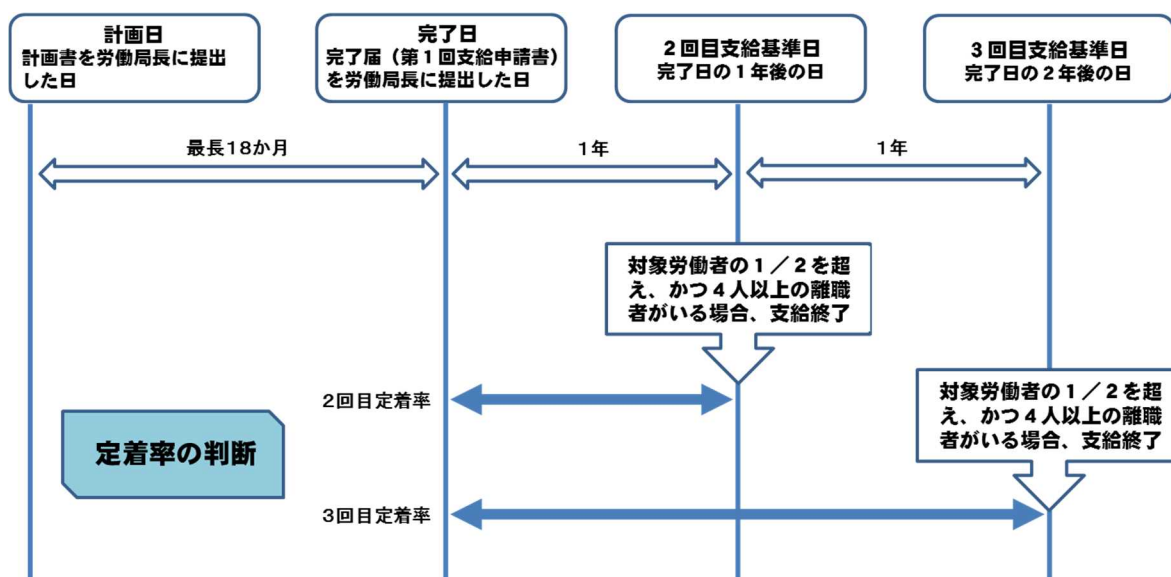 計画日
計画書を労働局長に提出
した日
完了日
完了届（第１回支給申請書）
を労働局長に提出した日
２回目支給基準日
完了日の１年後の日
３回目支給基準日
完了日の２年後の日
最長１８か月
１年
１年
対象労働者の１／２を超
え、かつ４人以上の離職
者がいる場合、支給終了
２回目定着率
対象労働者の１／２を超
え、かつ４人以上の離職
者がいる場合、支給終了
定着率の判断
３回目定着率